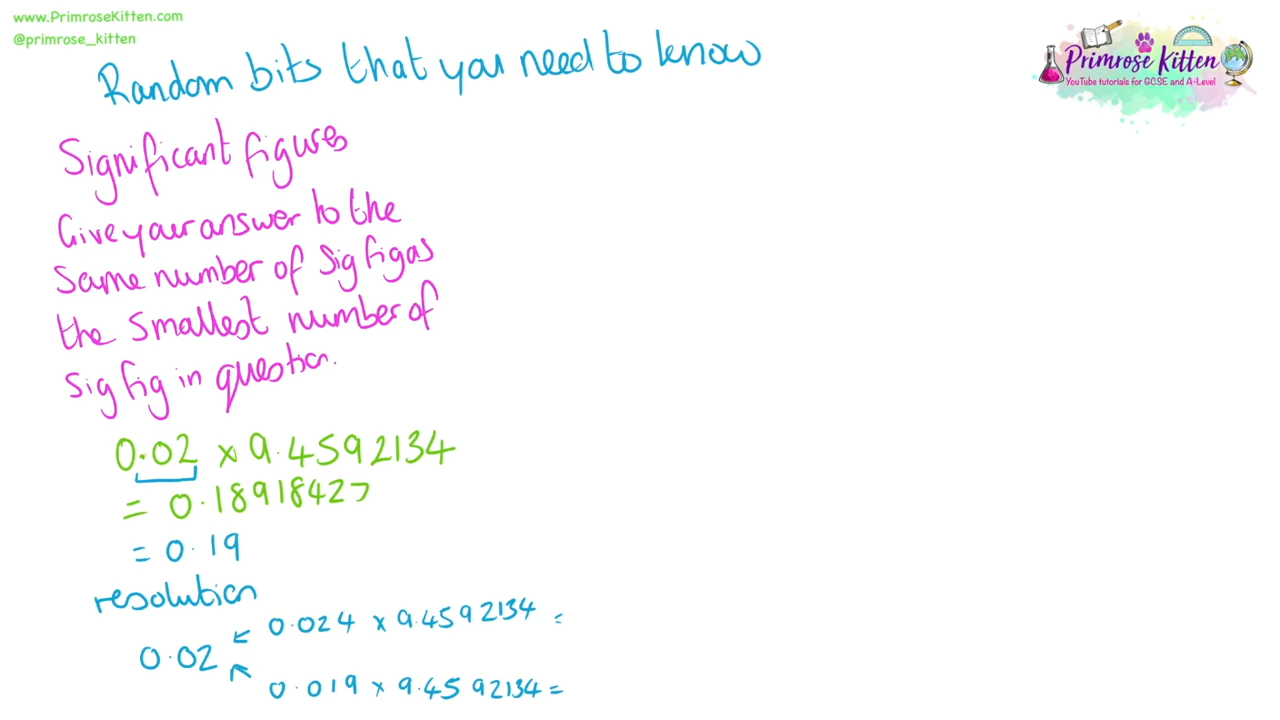 www.PrimroseKitten.com
@primrose_kitten
Random bits that you need to know
Primrose Kitten
YouTube tutorials for GCSE and A-Level
Significant figures
Give your answer to the
Same number of Sig fig as
the smallest number of
sig fig in question.
0.02 × 9.4592134
= 0.18918427
= 0.19
resolution
0.024 × 9.4592134 =
0.02
0.019 × 9.4592134 =